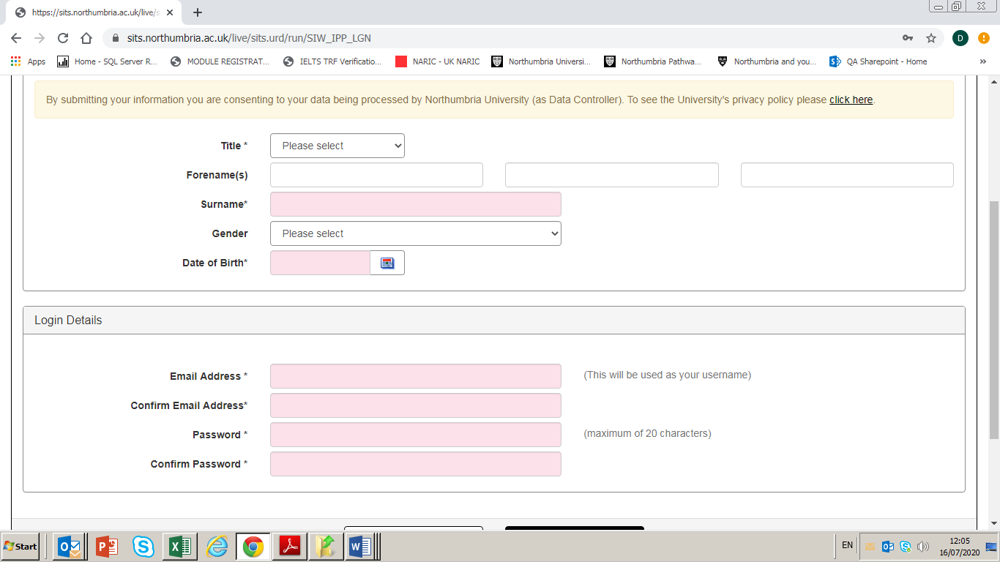 https://sits.northumbria.ac.uk/live/s
sits.northumbria.ac.uk/live/sits.urd/run/SIW_IPP_LGN
D
Apps
Home - SQL Server R...
MODULE REGISTRAT...
IELTS TRF Verificatio...
NARIC - UK NARIC
Northumbria Universi...
Northumbria Pathwa...
Northumbria and you...
QA Sharepoint - Home
»
By submitting your information you are consenting to your data being processed by Northumbria University (as Data Controller). To see the University's privacy policy please click here.
Title * Please select
Forename(s)
Surname*
Gender Please select
Date of Birth*
Login Details
Email Address * (This will be used as your username)
Confirm Email Address*
Password * (maximum of 20 characters)
Confirm Password *
Start
EN
12:05
16/07/2020